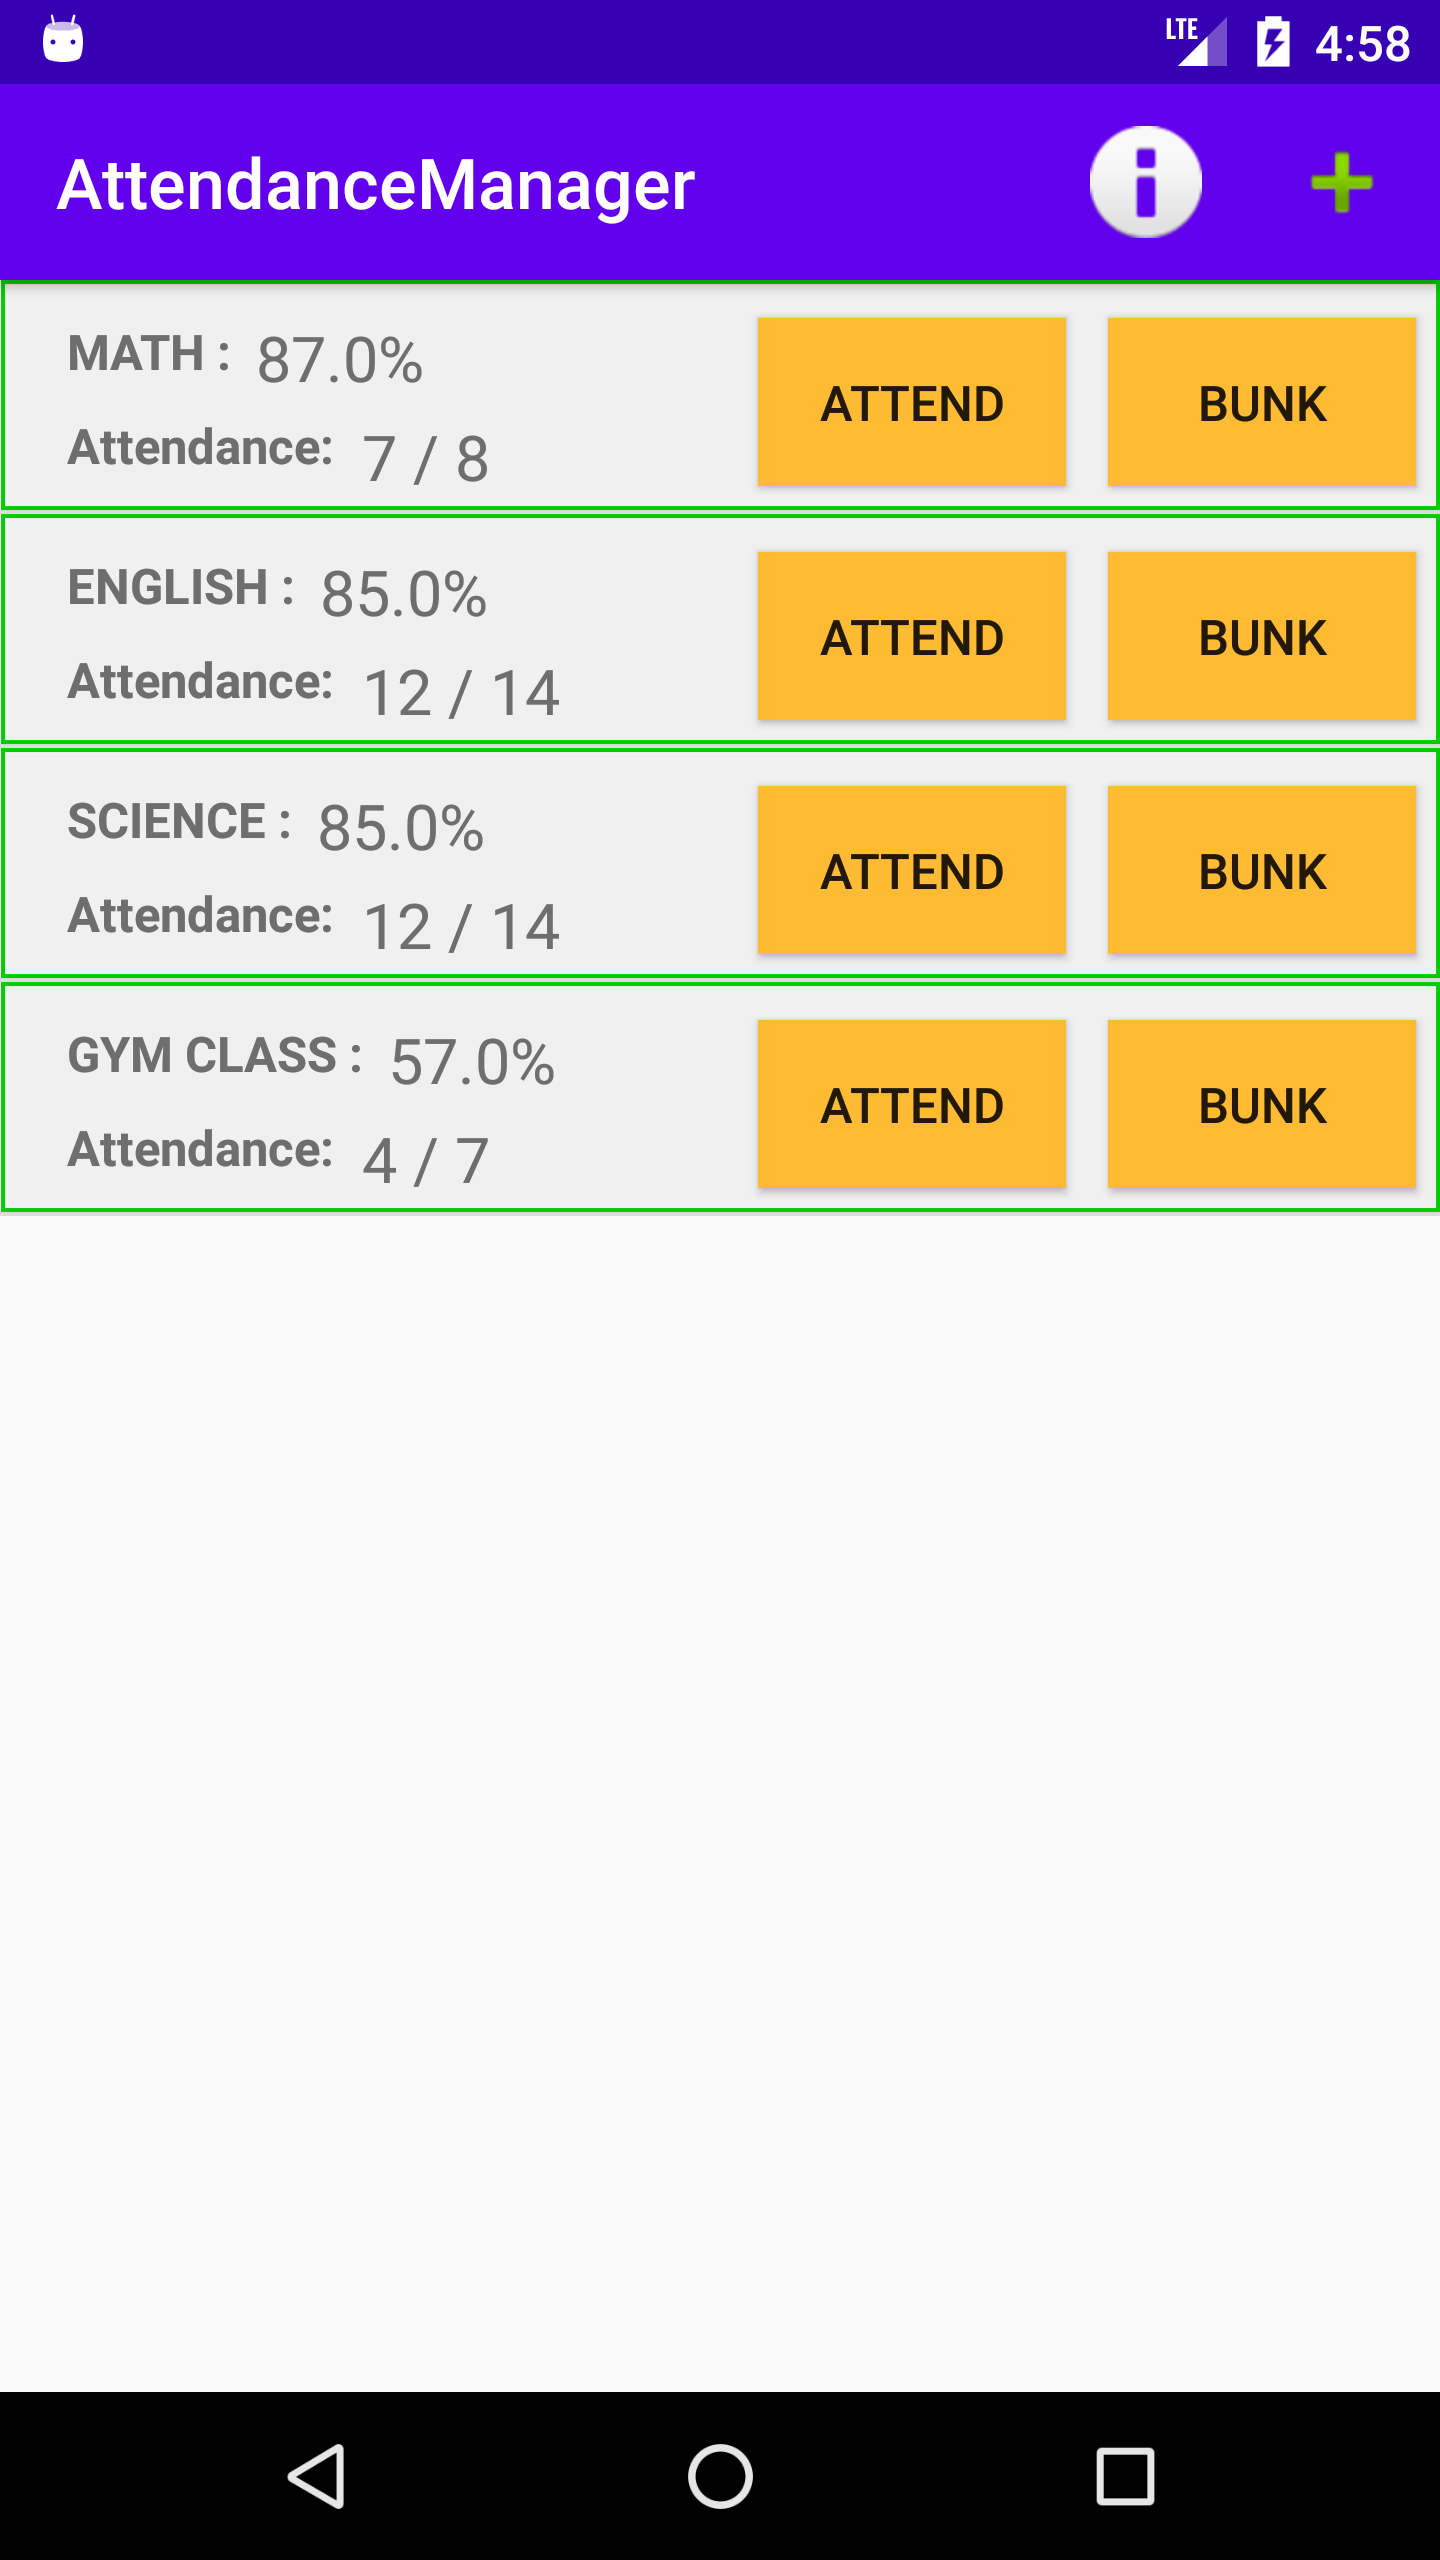 LTE 4:58
AttendanceManager
MATH : 87.0%
Attendance: 7 / 8
ATTEND BUNK
ENGLISH : 85.0%
Attendance: 12 / 14
ATTEND BUNK
SCIENCE : 85.0%
Attendance: 12 / 14
ATTEND BUNK
GYM CLASS : 57.0%
Attendance: 4 / 7
ATTEND BUNK